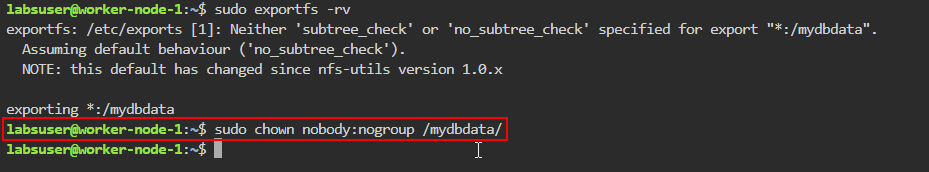 labsuser@worker-node-1:~$ sudo exportfs -rv
exportfs: /etc/exports [1]: Neither 'subtree_check' or 'no_subtree_check' specified for export "*:/mydbdata".
  Assuming default behaviour ('no_subtree_check').
  NOTE: this default has changed since nfs-utils version 1.0.x

exporting *:/mydbdata
labsuser@worker-node-1:~$ sudo chown nobody:nogroup /mydbdata/
labsuser@worker-node-1:~$